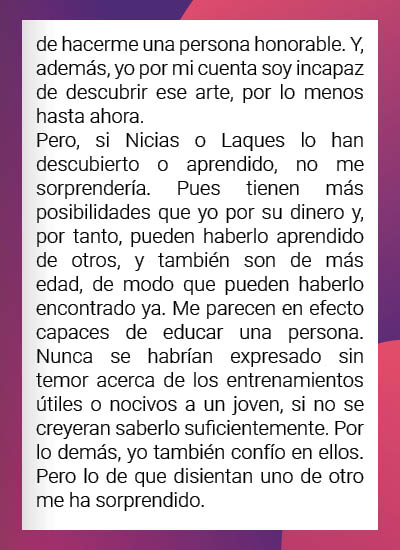 de hacerme una persona honorable. Y,
además, yo por mi cuenta soy incapaz
de descubrir ese arte, por lo menos
hasta ahora.
Pero, si Nicias o Laques lo han
descubierto o aprendido, no me
sorprendería. Pues tienen más
posibilidades que yo por su dinero y,
por tanto, pueden haberlo aprendido
de otros, y también son de más
edad, de modo que pueden haberlo
encontrado ya. Me parecen en efecto
capaces de educar una persona.
Nunca se habrían expresado sin
temor acerca de los entrenamientos
útiles o nocivos a un joven, si no se
creyeran saberlo suficientemente. Por
lo demás, yo también confío en ellos.
Pero lo de que disientan uno de otro
me ha sorprendido.